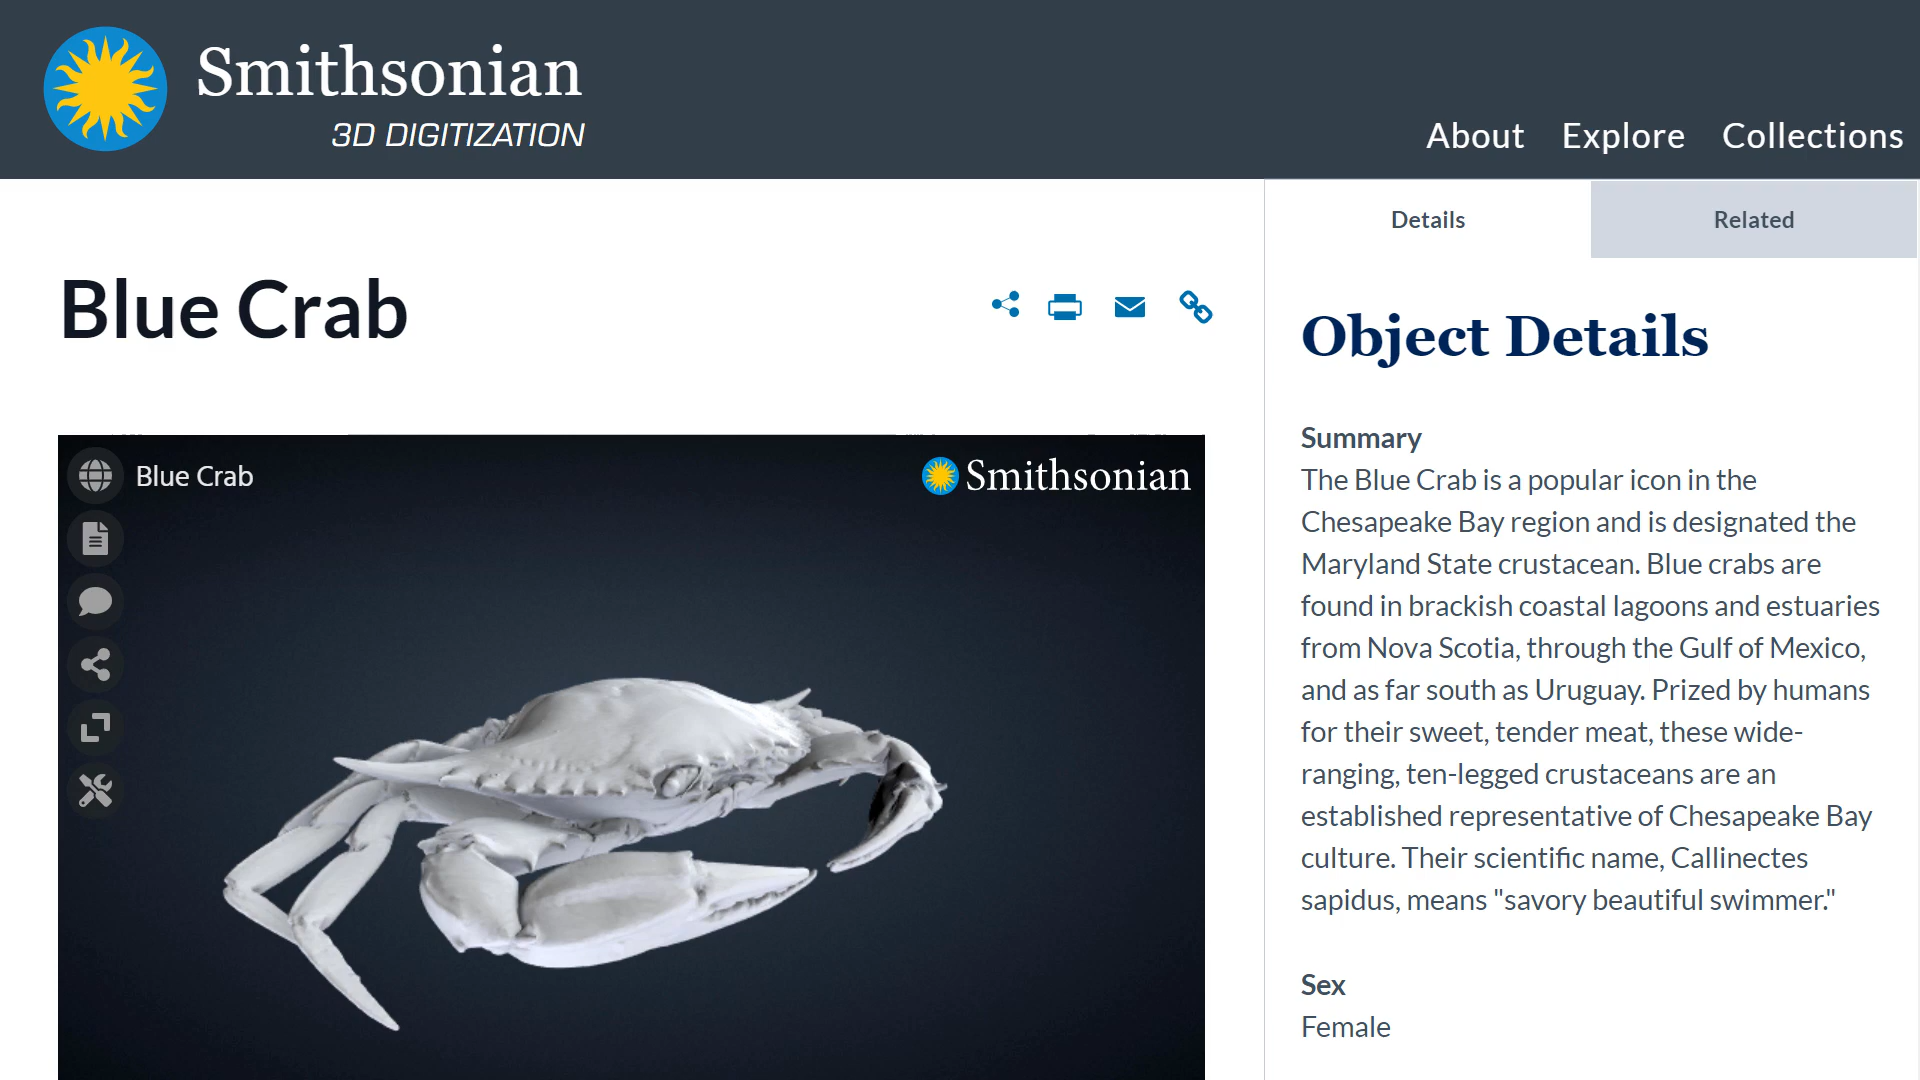 Smithsonian
3D DIGITIZATION
About Explore Collections
Blue Crab
Blue Crab
Smithsonian
Details Related
Object Details
Summary
The Blue Crab is a popular icon in the
Chesapeake Bay region and is designated the
Maryland State crustacean. Blue crabs are
found in brackish coastal lagoons and estuaries
from Nova Scotia, through the Gulf of Mexico,
and as far south as Uruguay. Prized by humans
for their sweet, tender meat, these wide-
ranging, ten-legged crustaceans are an
established representative of Chesapeake Bay
culture. Their scientific name, Callinectes
sapidus, means "savory beautiful swimmer."
Sex
Female